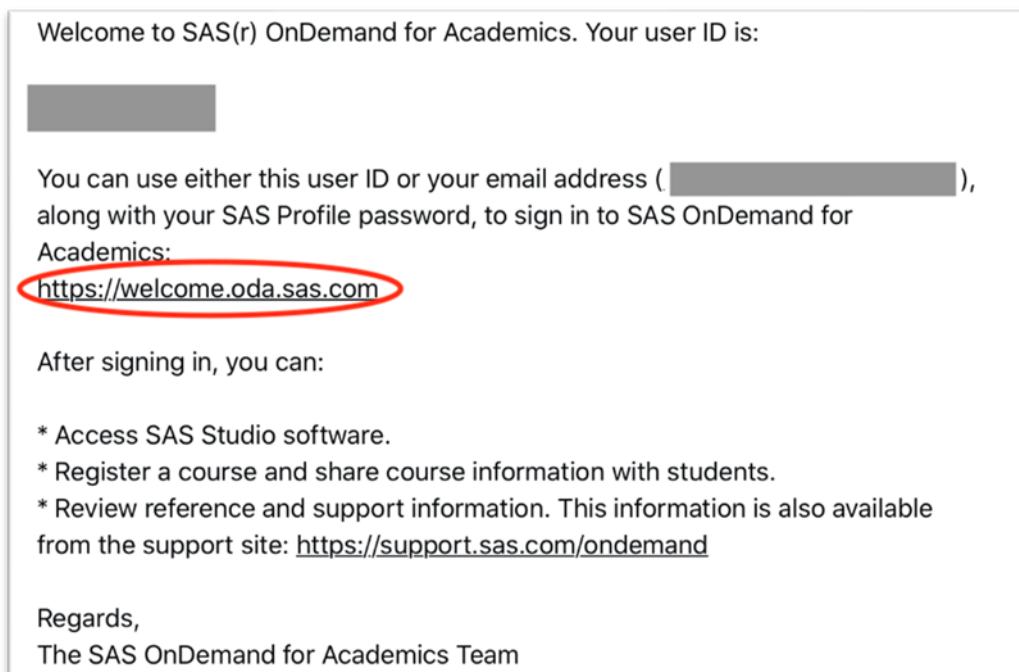 Welcome to SAS(r) OnDemand for Academics. Your user ID is:
You can use either this user ID or your email address ( ),
along with your SAS Profile password, to sign in to SAS OnDemand for
Academics:
https://welcome.oda.sas.com
After signing in, you can:
* Access SAS Studio software.
* Register a course and share course information with students.
* Review reference and support information. This information is also available
from the support site: https://support.sas.com/ondemand
Regards,
The SAS OnDemand for Academics Team